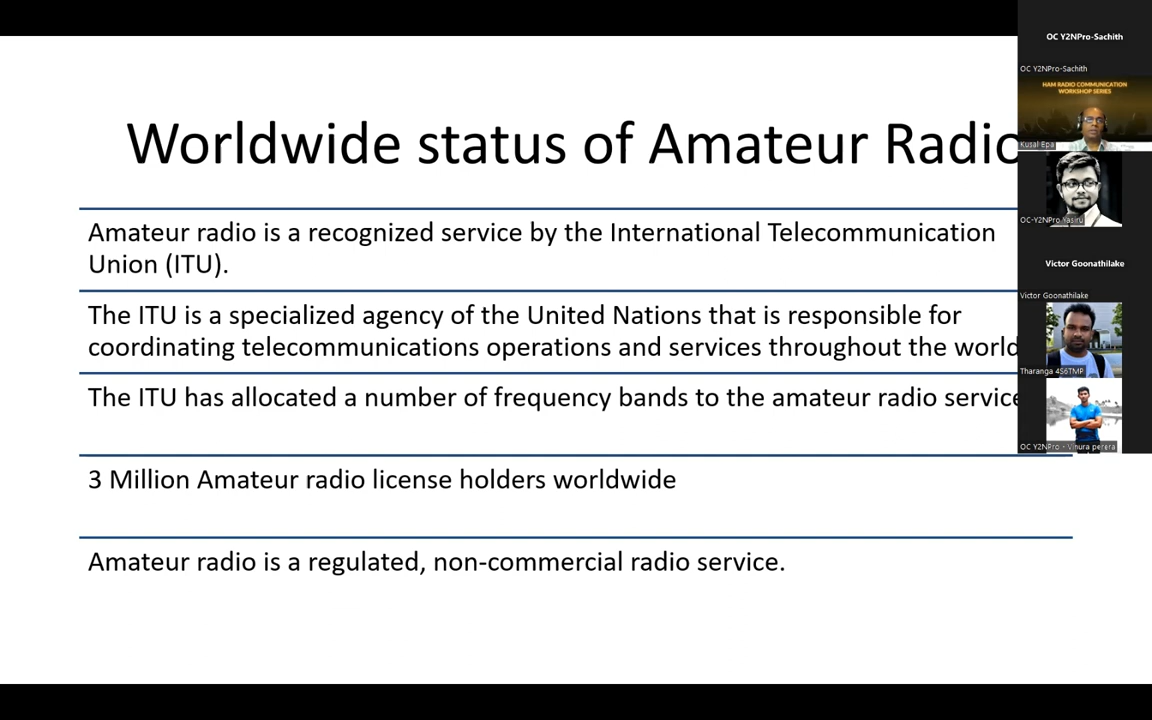 Worldwide status of Amateur Radio
Amateur radio is a recognized service by the International Telecommunication
Union (ITU).
The ITU is a specialized agency of the United Nations that is responsible for
coordinating telecommunications operations and services throughout the world
The ITU has allocated a number of frequency bands to the amateur radio service
3 Million Amateur radio license holders worldwide
Amateur radio is a regulated, non-commercial radio service.
OC Y2NPro-Sachith
OC Y2NPro-Sachith
HAM RADIO COMMUNICATION
WORKSHOP SERIES
Kusal Epa
OC-Y2NPro Yasiru
Victor Goonathilake
Victor Goonathilake
Tharanga 4S6TMP
OC Y2NPro - Vinura perera